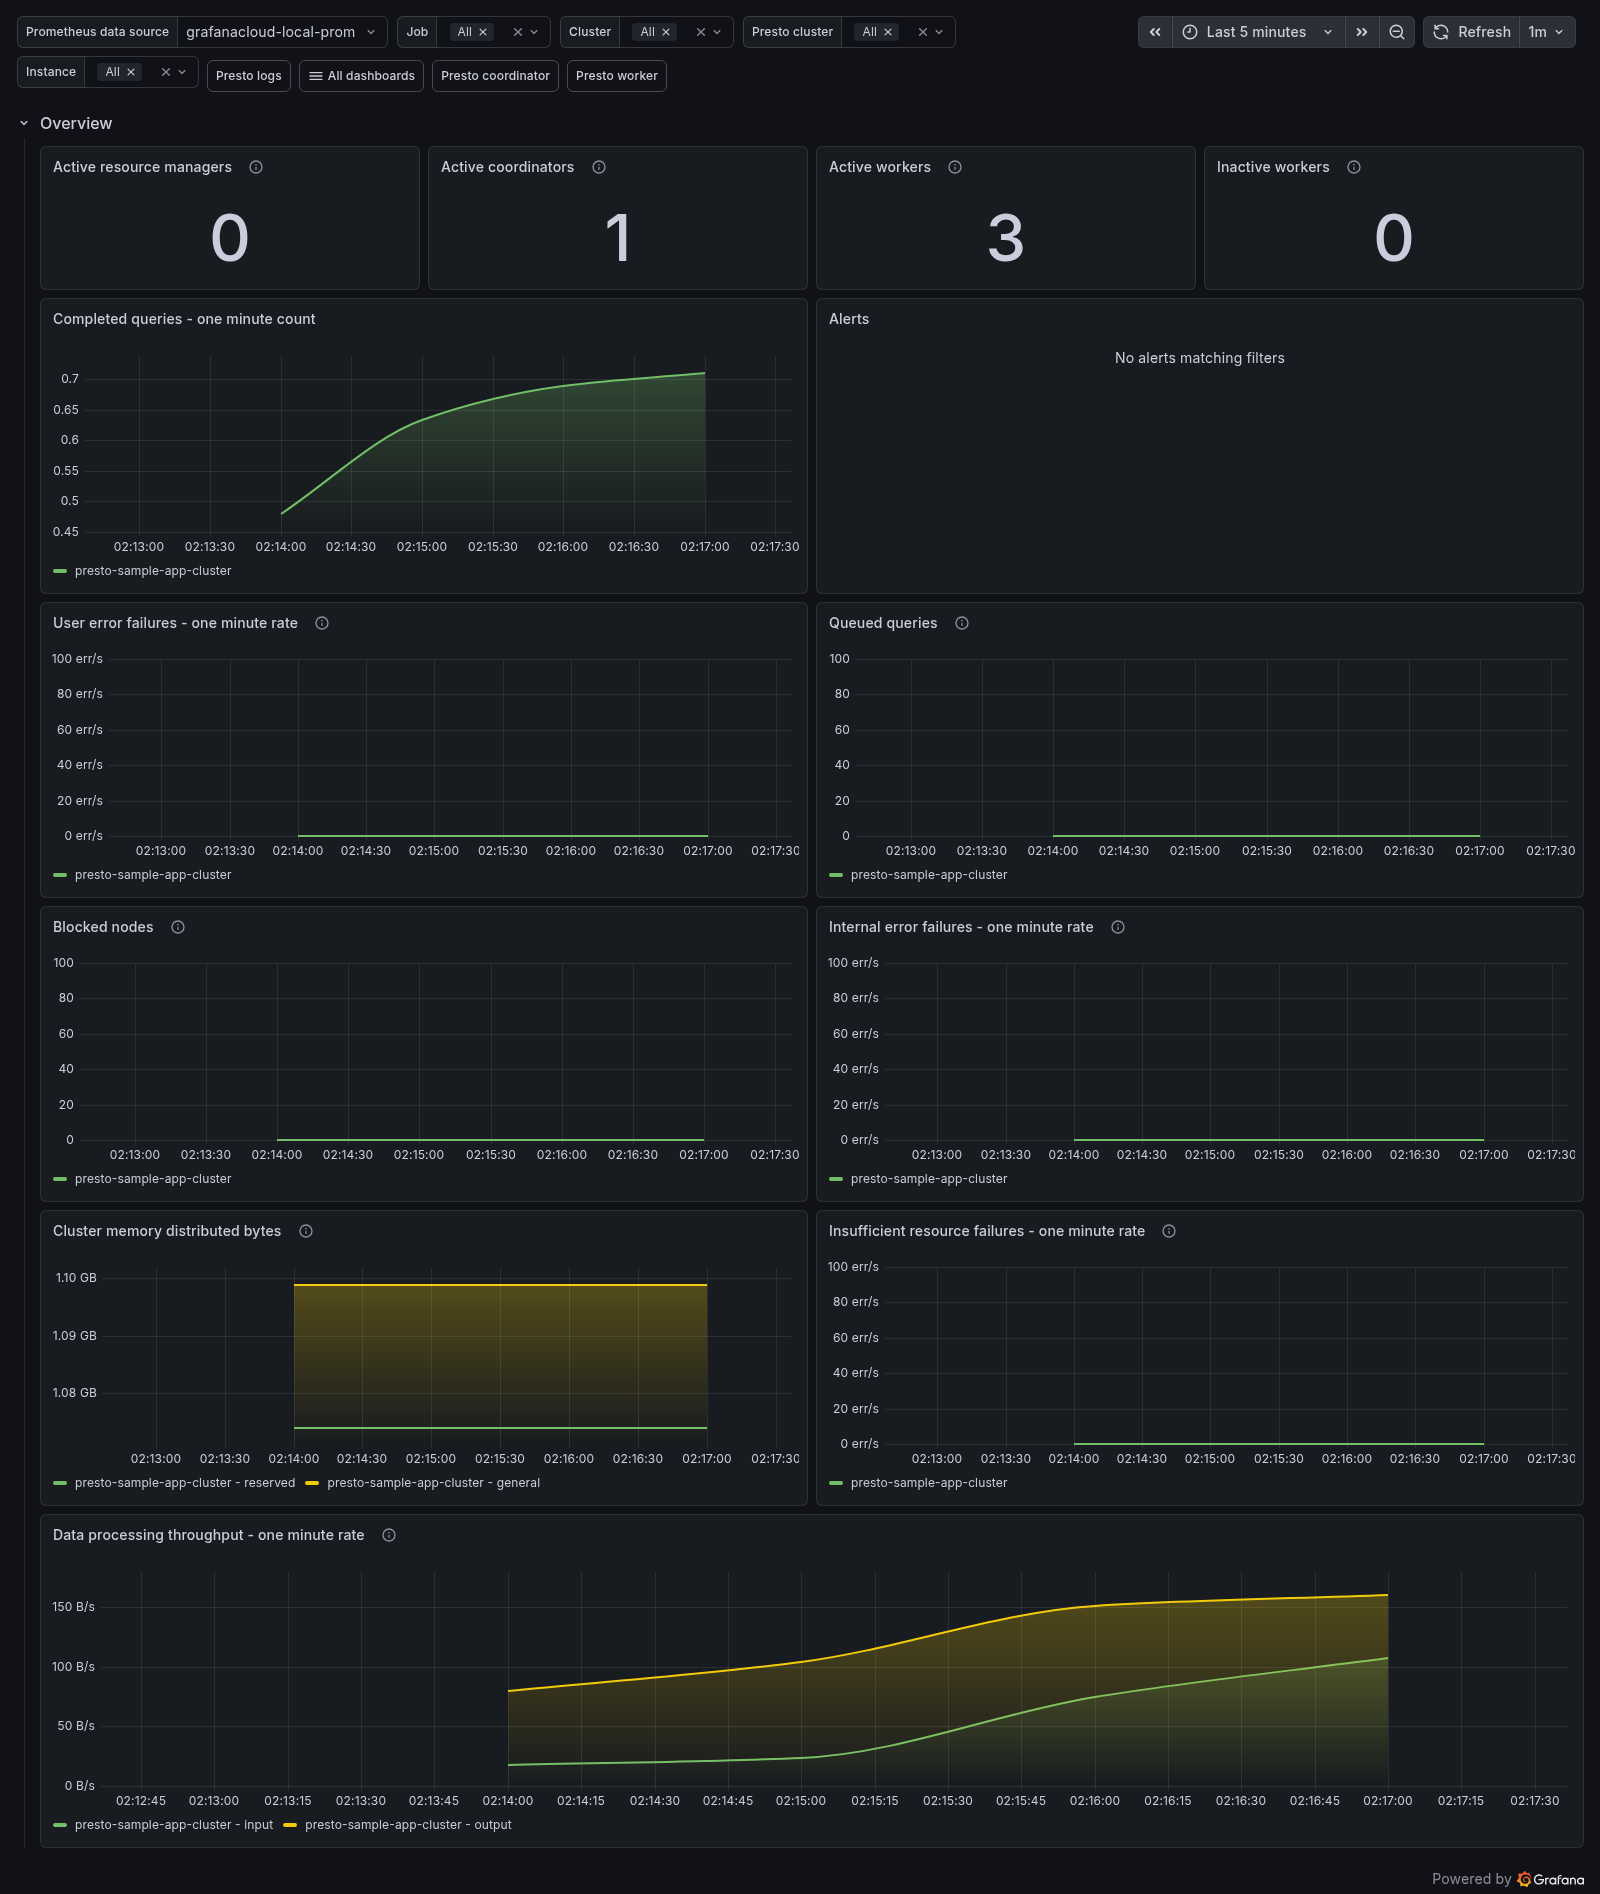 Prometheus data source grafanacloud-local-prom Job All Cluster All Presto cluster All Last 5 minutes Refresh 1m
Instance All Presto logs All dashboards Presto coordinator Presto worker
Overview
Active resource managers Active coordinators Active workers Inactive workers
0 1 3 0
Completed queries - one minute count
0.7
0.65
0.6
0.55
0.5
0.45
02:13:00 02:13:30 02:14:00 02:14:30 02:15:00 02:15:30 02:16:00 02:16:30 02:17:00 02:17:30
presto-sample-app-cluster
Alerts
No alerts matching filters
User error failures - one minute rate
100 err/s
80 err/s
60 err/s
40 err/s
20 err/s
0 err/s
02:13:00 02:13:30 02:14:00 02:14:30 02:15:00 02:15:30 02:16:00 02:16:30 02:17:00 02:17:30
presto-sample-app-cluster
Queued queries
100
80
60
40
20
0
02:13:00 02:13:30 02:14:00 02:14:30 02:15:00 02:15:30 02:16:00 02:16:30 02:17:00 02:17:30
presto-sample-app-cluster
Blocked nodes
100
80
60
40
20
0
02:13:00 02:13:30 02:14:00 02:14:30 02:15:00 02:15:30 02:16:00 02:16:30 02:17:00 02:17:30
presto-sample-app-cluster
Internal error failures - one minute rate
100 err/s
80 err/s
60 err/s
40 err/s
20 err/s
0 err/s
02:13:00 02:13:30 02:14:00 02:14:30 02:15:00 02:15:30 02:16:00 02:16:30 02:17:00 02:17:30
presto-sample-app-cluster
Cluster memory distributed bytes
1.10 GB
1.09 GB
1.08 GB
02:13:00 02:13:30 02:14:00 02:14:30 02:15:00 02:15:30 02:16:00 02:16:30 02:17:00 02:17:30
presto-sample-app-cluster - reserved presto-sample-app-cluster - general
Insufficient resource failures - one minute rate
100 err/s
80 err/s
60 err/s
40 err/s
20 err/s
0 err/s
02:13:00 02:13:30 02:14:00 02:14:30 02:15:00 02:15:30 02:16:00 02:16:30 02:17:00 02:17:30
presto-sample-app-cluster
Data processing throughput - one minute rate
150 B/s
100 B/s
50 B/s
0 B/s
02:12:45 02:13:00 02:13:15 02:13:30 02:13:45 02:14:00 02:14:15 02:14:30 02:14:45 02:15:00 02:15:15 02:15:30 02:15:45 02:16:00 02:16:15 02:16:30 02:16:45 02:17:00 02:17:15 02:17:30
presto-sample-app-cluster - input presto-sample-app-cluster - output
Powered by Grafana